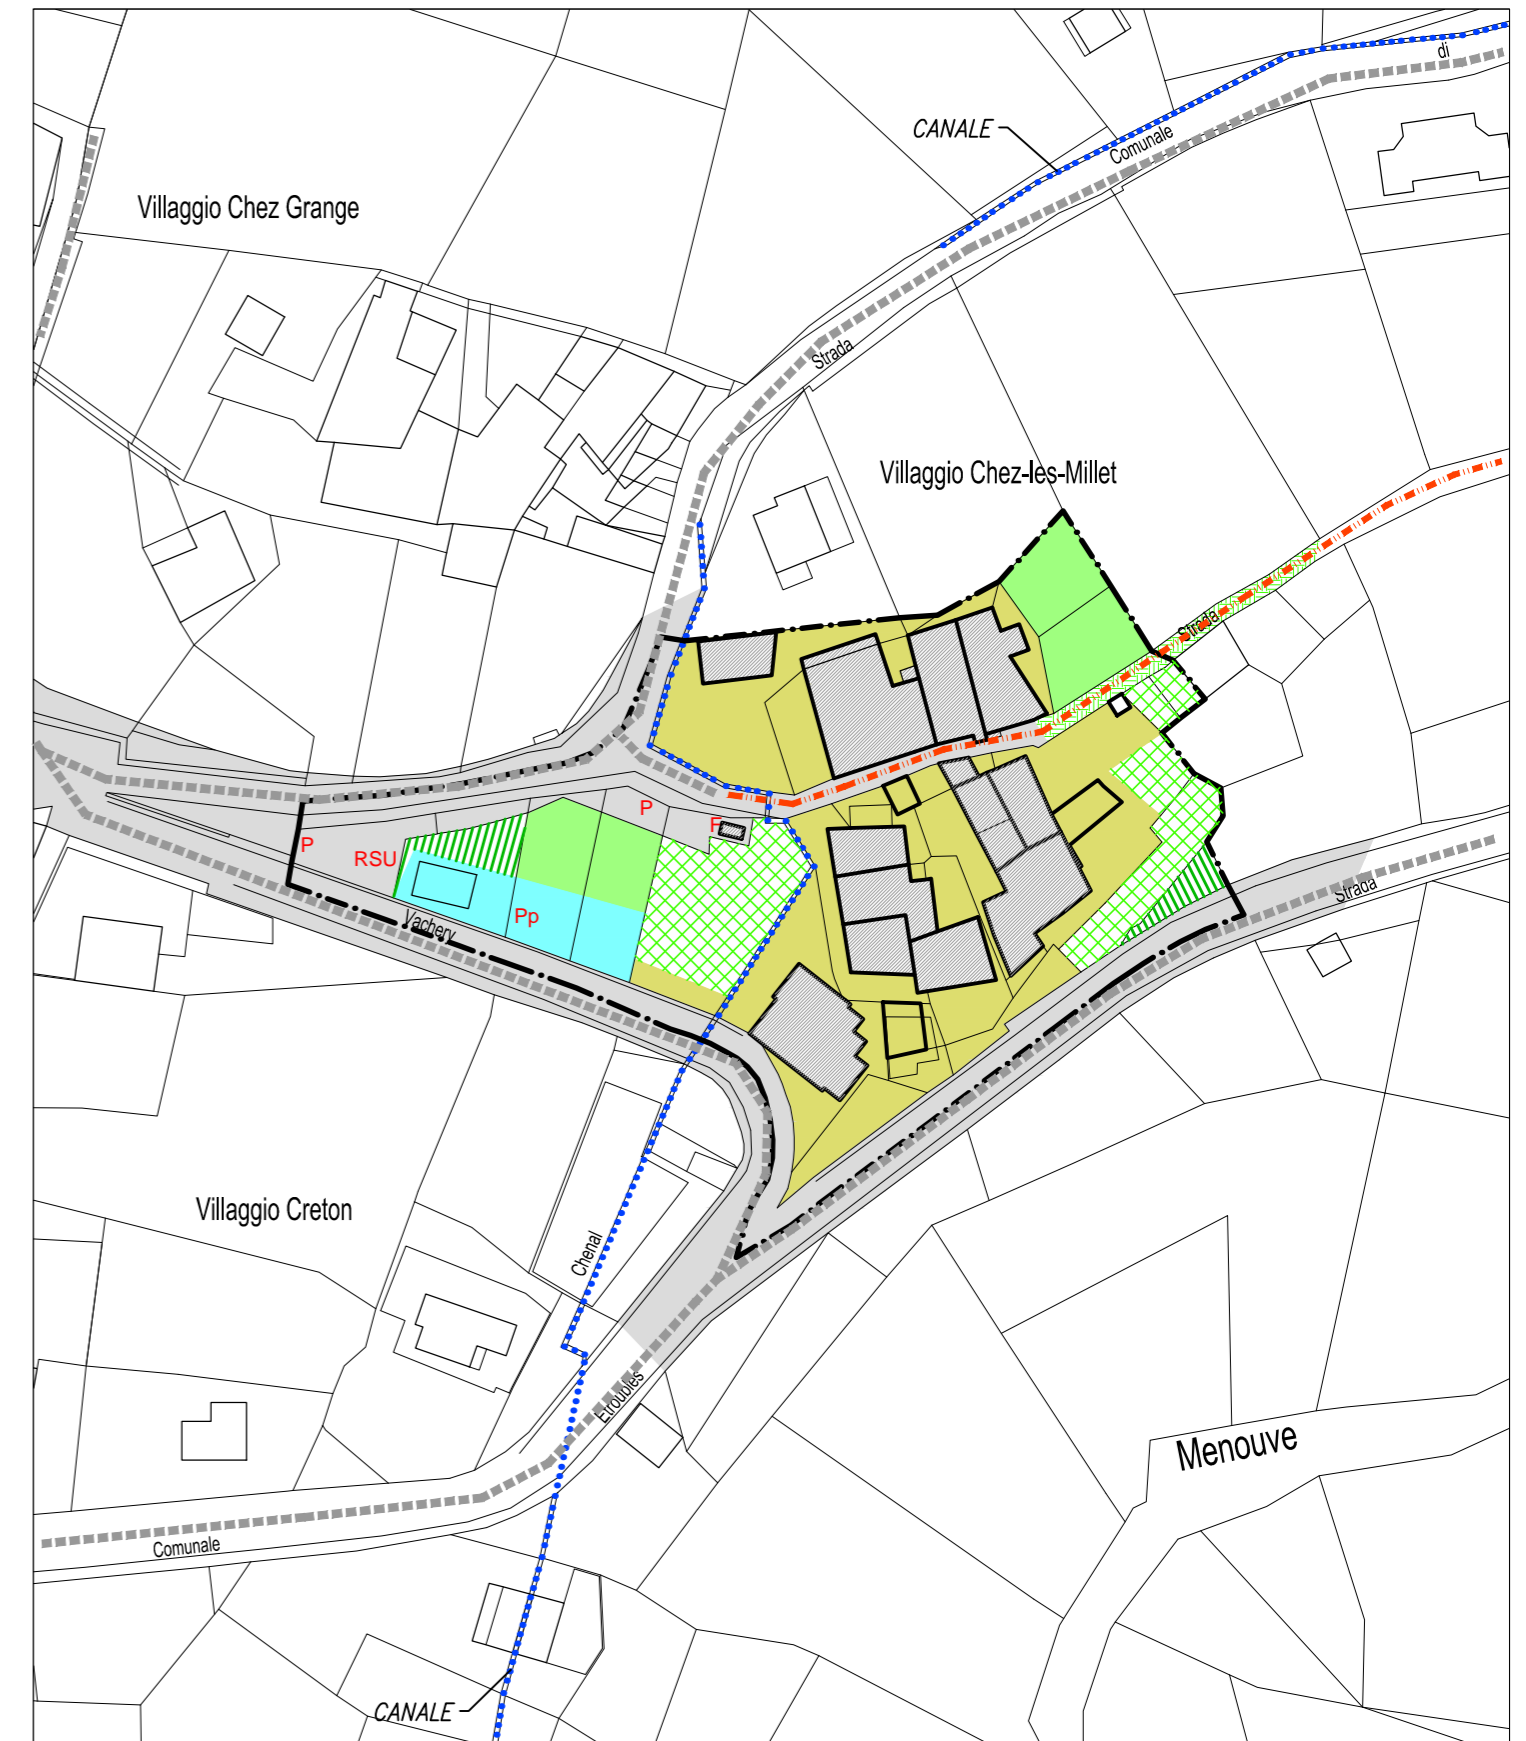 di
CANALE
Comunale
Villaggio Chez Grange
Strada
Villaggio Chez-les-Millet
Strada
P
P
F
RSU
Strada
Pp
Vachery
Villaggio Creton
Chenal
Etroubles
Menouve
Comunale
CANALE